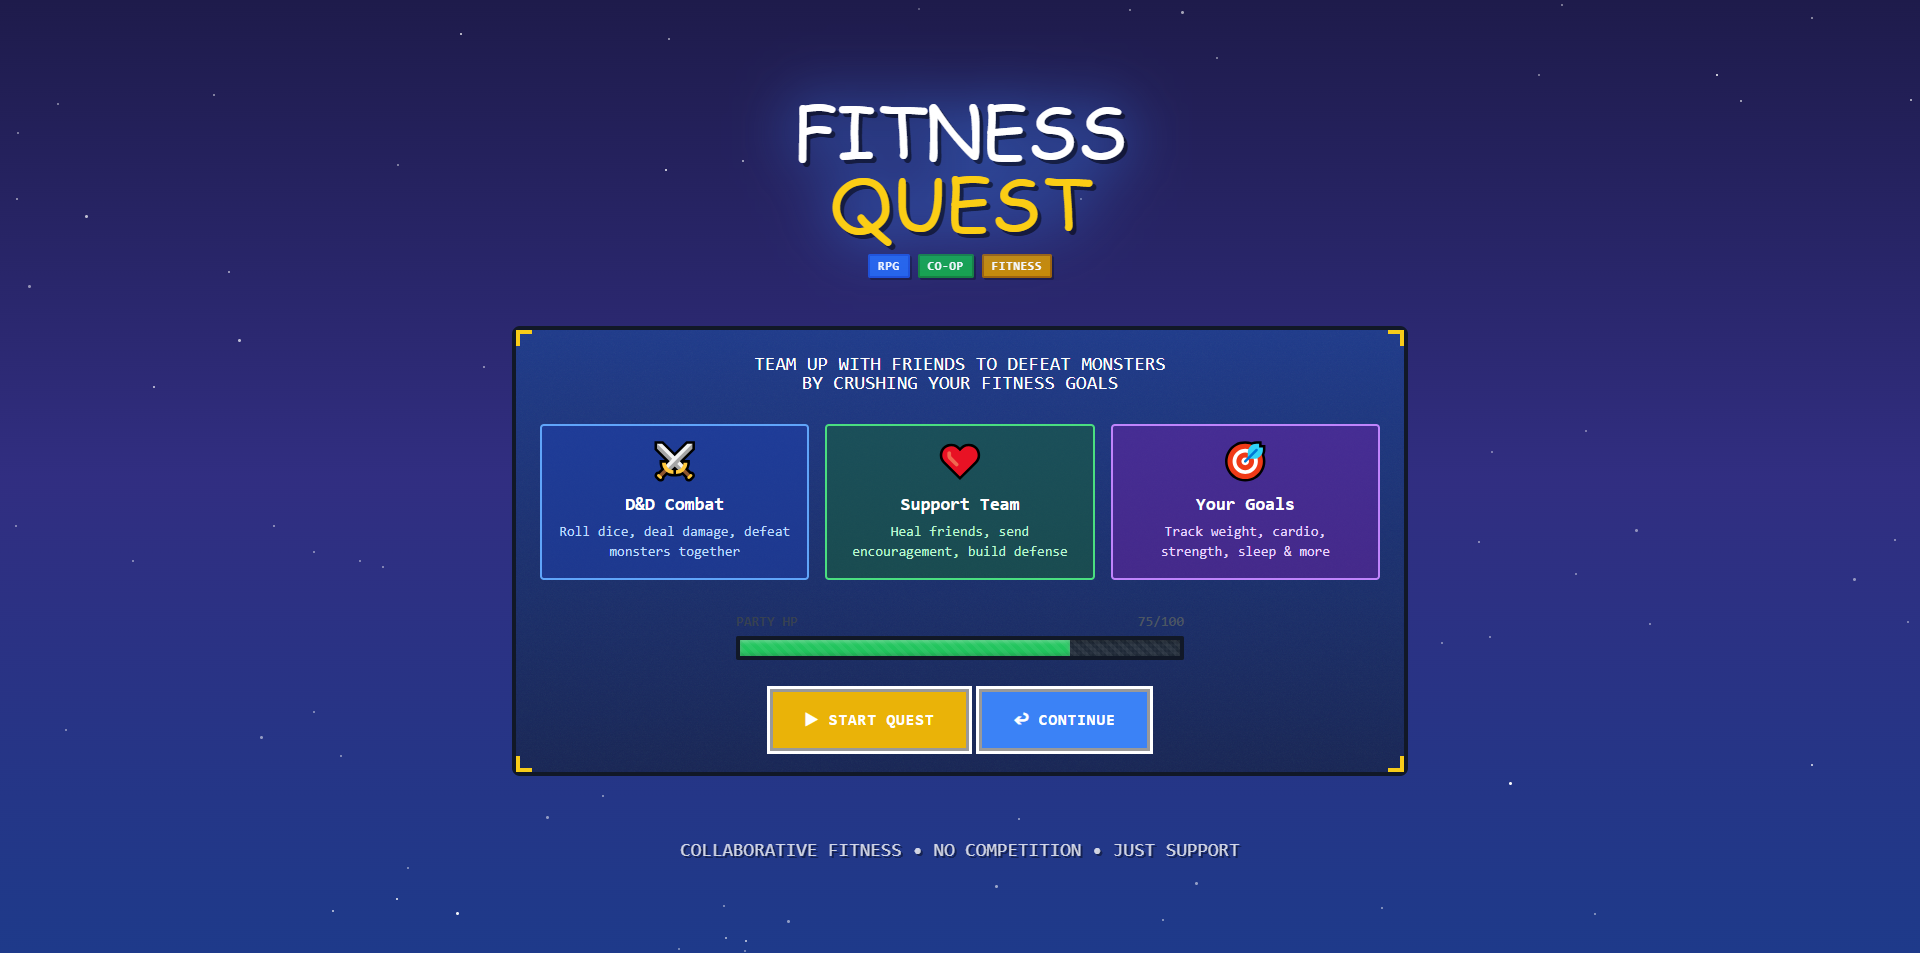 FITNESS
QUEST
RPG CO-OP FITNESS
TEAM UP WITH FRIENDS TO DEFEAT MONSTERS
BY CRUSHING YOUR FITNESS GOALS
D&D Combat
Roll dice, deal damage, defeat
monsters together
Support Team
Heal friends, send
encouragement, build defense
Your Goals
Track weight, cardio,
strength, sleep & more
PARTY HP 75/100
START QUEST CONTINUE
COLLABORATIVE FITNESS • NO COMPETITION • JUST SUPPORT